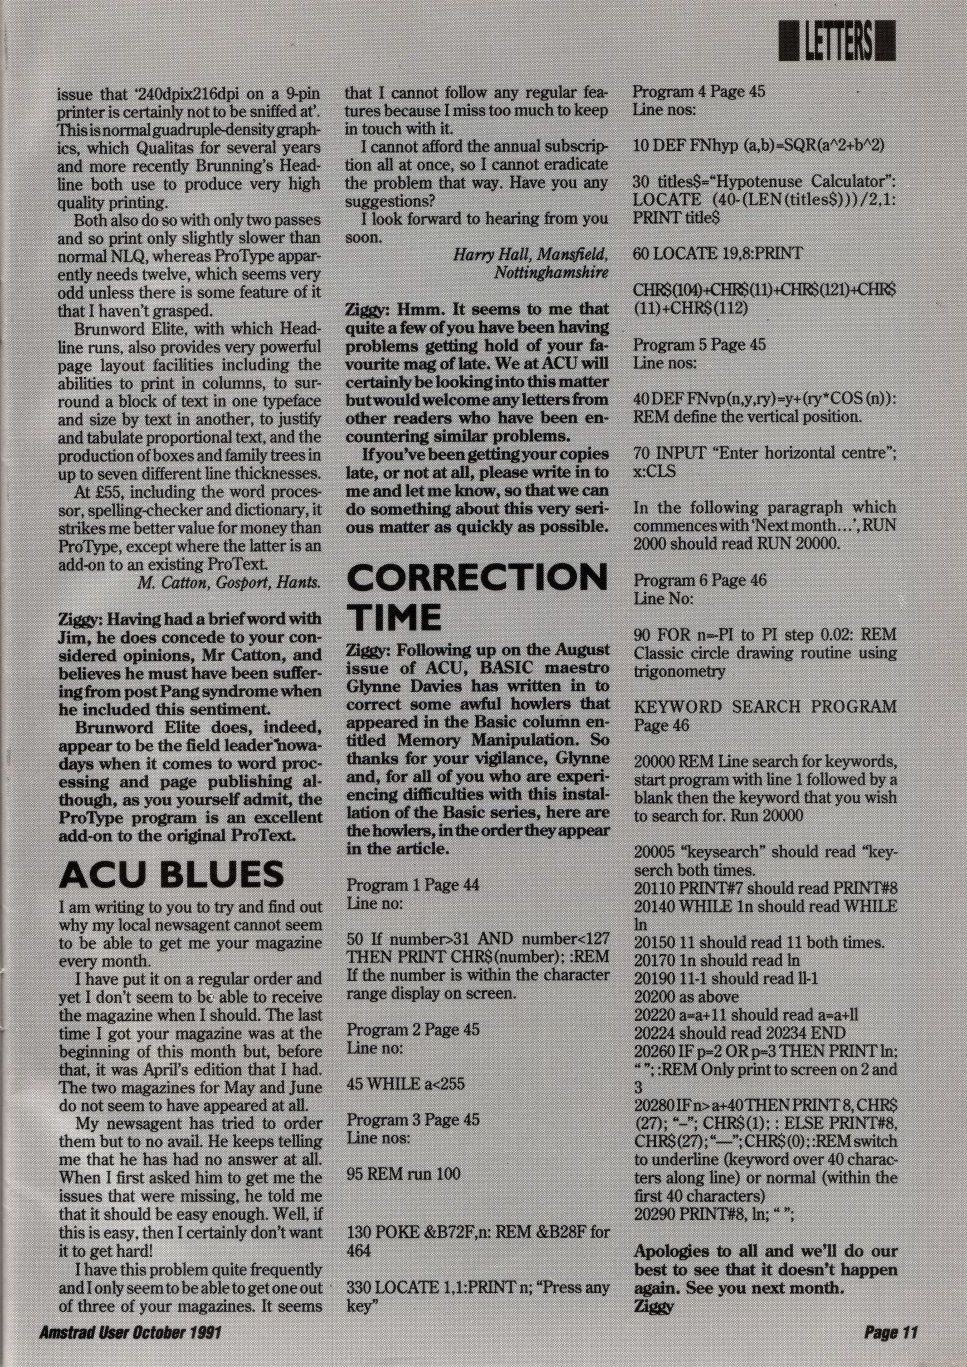 LETTERS
issue that ‘240dpix216dpi on a 9-pin
printer is certainly not to be sniffed at’.
This is normal guadruple-density graph-
ics, which Qualitas for several years
and more recently Brunning's Head-
line both use to produce very high
quality printing.
Both also do so with only two passes
and so print only slightly slower than
normal NLQ, whereas ProType appar-
ently needs twelve, which seems very
odd unless there is some feature of it
that I haven't grasped.
Brunword Elite, with which Head-
line runs, also provides very powerful
page layout facilities including the
abilities to print in columns, to sur-
round a block of text in one typeface
and size by text in another, to justify
and tabulate proportional text, and the
production of boxes and family trees in
up to seven different line thicknesses.
At £55, including the word proces-
sor, spelling-checker and dictionary, it
strikes me better value for money than
ProType, except where the latter is an
add-on to an existing ProText.
M. Catton, Gosport, Hants.
Ziggy: Having had a brief word with
Jim, he does concede to your con-
sidered opinions, Mr Catton, and
believes he must have been suffer-
ing from post Pang syndrome when
he included this sentiment.
Brunword Elite does, indeed,
appear to be the field leader nowa-
days when it comes to word proc-
essing and page publishing al-
though, as you yourself admit, the
ProType program is an excellent
add-on to the original ProText.
ACU BLUES
I am writing to you to try and find out
why my local newsagent cannot seem
to be able to get me your magazine
every month.
I have put it on a regular order and
yet I don't seem to be able to receive
the magazine when I should. The last
time I got your magazine was at the
beginning of this month but, before
that, it was April's edition that I had.
The two magazines for May and June
do not seem to have appeared at all.
My newsagent has tried to order
them but to no avail. He keeps telling
me that he has had no answer at all.
When I first asked him to get me the
issues that were missing, he told me
that it should be easy enough. Well, if
this is easy, then I certainly don't want
it to get hard!
I have this problem quite frequently
and I only seem to be able to get one out
of three of your magazines. It seems
that I cannot follow any regular fea-
tures because I miss too much to keep
in touch with it.
I cannot afford the annual subscrip-
tion all at once, so I cannot eradicate
the problem that way. Have you any
suggestions?
I look forward to hearing from you
soon.
Harry Hall, Mansfield,
Nottinghamshire
Ziggy: Hmm. It seems to me that
quite a few of you have been having
problems getting hold of your fa-
vourite mag of late. We at ACU will
certainly be looking into this matter
but would welcome any letters from
other readers who have been en-
countering similar problems.
If you've been getting your copies
late, or not at all, please write in to
me and let me know, so that we can
do something about this very seri-
ous matter as quickly as possible.
CORRECTION
TIME
Ziggy: Following up on the August
issue of ACU, BASIC maestro
Glynne Davies has written in to
correct some awful howlers that
appeared in the Basic column en-
titled Memory Manipulation. So
thanks for your vigilance, Glynne
and, for all of you who are experi-
encing difficulties with this instal-
lation of the Basic series, here are
the howlers, in the order they appear
in the article.
Program 1 Page 44
Line no:
50 If number>31 AND number<127
THEN PRINT CHR$(number); :REM
If the number is within the character
range display on screen.
Program 2 Page 45
Line no:
45 WHILE a<255
Program 3 Page 45
Line nos:
95 REM run 100
130 POKE &B72F,n: REM &B28F for
464
330 LOCATE 1,1:PRINT n; “Press any
key”
Program 4 Page 45
Line nos:
10 DEF FNhyp (a,b)=SQR(a^2+b^2)
30 titles$=“Hypotenuse Calculator”:
LOCATE (40-(LEN(titles$)))/2,1:
PRINT title$
60 LOCATE 19,8:PRINT
CHR$(104)+CHR$(11)+CHR$(121)+CHR$
(11)+CHR$(112)
Program 5 Page 45
Line nos:
40 DEF FNvp(n,y,ry)=y+(ry*COS (n)):
REM define the vertical position.
70 INPUT “Enter horizontal centre”;
x:CLS
In the following paragraph which
commences with ‘Next month…’, RUN
2000 should read RUN 20000.
Program 6 Page 46
Line No:
90 FOR n=-PI to PI step 0.02: REM
Classic circle drawing routine using
trigonometry
KEYWORD SEARCH PROGRAM
Page 46
20000 REM Line search for keywords,
start program with line 1 followed by a
blank then the keyword that you wish
to search for. Run 20000
20005 “keysearch” should read “key-
serch both times.
20110 PRINT#7 should read PRINT#8
20140 WHILE 1n should read WHILE
ln
20150 11 should read 11 both times.
20170 1n should read ln
20190 11-1 should read ll-1
20200 as above
20220 a=a+11 should read a=a+ll
20224 should read 20234 END
20260 IF p=2 OR p=3 THEN PRINT ln;
“ ”; :REM Only print to screen on 2 and
3
20280 IF n>a+40 THEN PRINT 8, CHR$
(27); “–”; CHR$(1); : ELSE PRINT#8,
CHR$(27); “—”; CHR$(0); :REM switch
to underline (keyword over 40 charac-
ters along line) or normal (within the
first 40 characters)
20290 PRINT#8, ln; “ ”;
Apologies to all and we'll do our
best to see that it doesn't happen
again. See you next month.
Ziggy
Amstrad User October 1991
Page 11